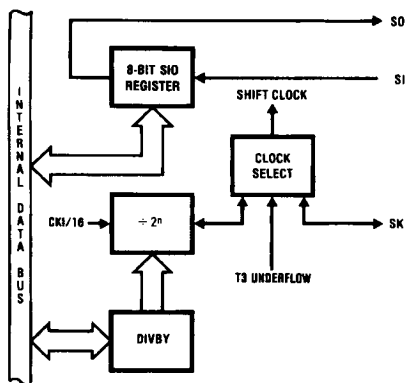 SO
8-BIT SIO
REGISTER
SI
SHIFT CLOCK
INTERNAL DATA BUS
CLOCK
SELECT
CKI/16
÷ 2ⁿ
SK
T3 UNDERFLOW
DIVBY